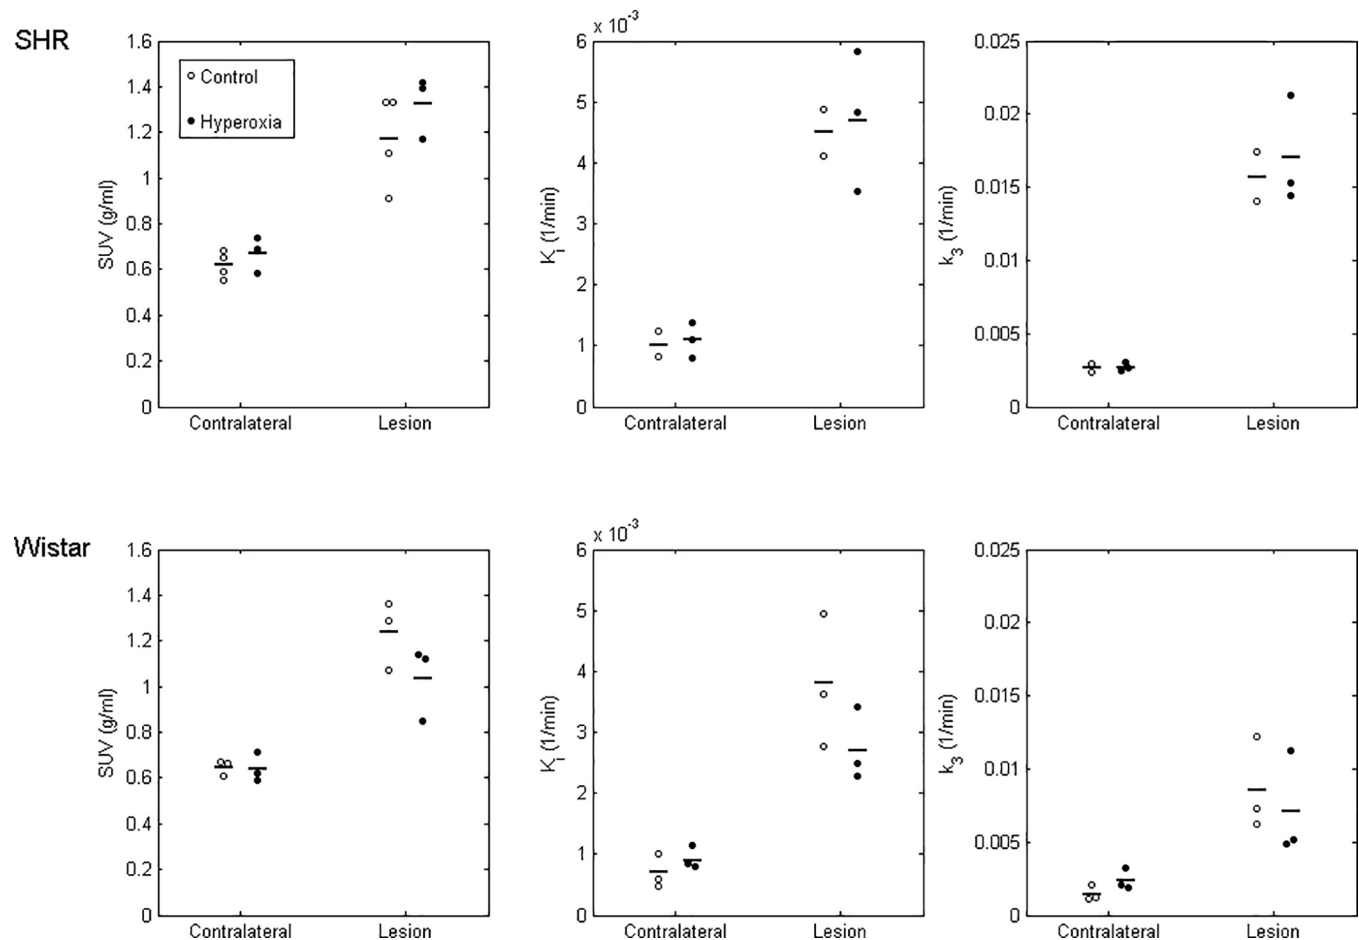 SHR
SUV (g/ml)
1.6
1.4
1.2
1
0.8
0.6
0.4
0.2
0
Control
Hyperoxia
Contralateral Lesion
x 10-3
Ki (1/min)
6
5
4
3
2
1
0
Contralateral Lesion
k3 (1/min)
0.025
0.02
0.015
0.01
0.005
0
Contralateral Lesion
Wistar
SUV (g/ml)
1.6
1.4
1.2
1
0.8
0.6
0.4
0.2
0
Contralateral Lesion
x 10-3
Ki (1/min)
6
5
4
3
2
1
0
Contralateral Lesion
k3 (1/min)
0.025
0.02
0.015
0.01
0.005
0
Contralateral Lesion